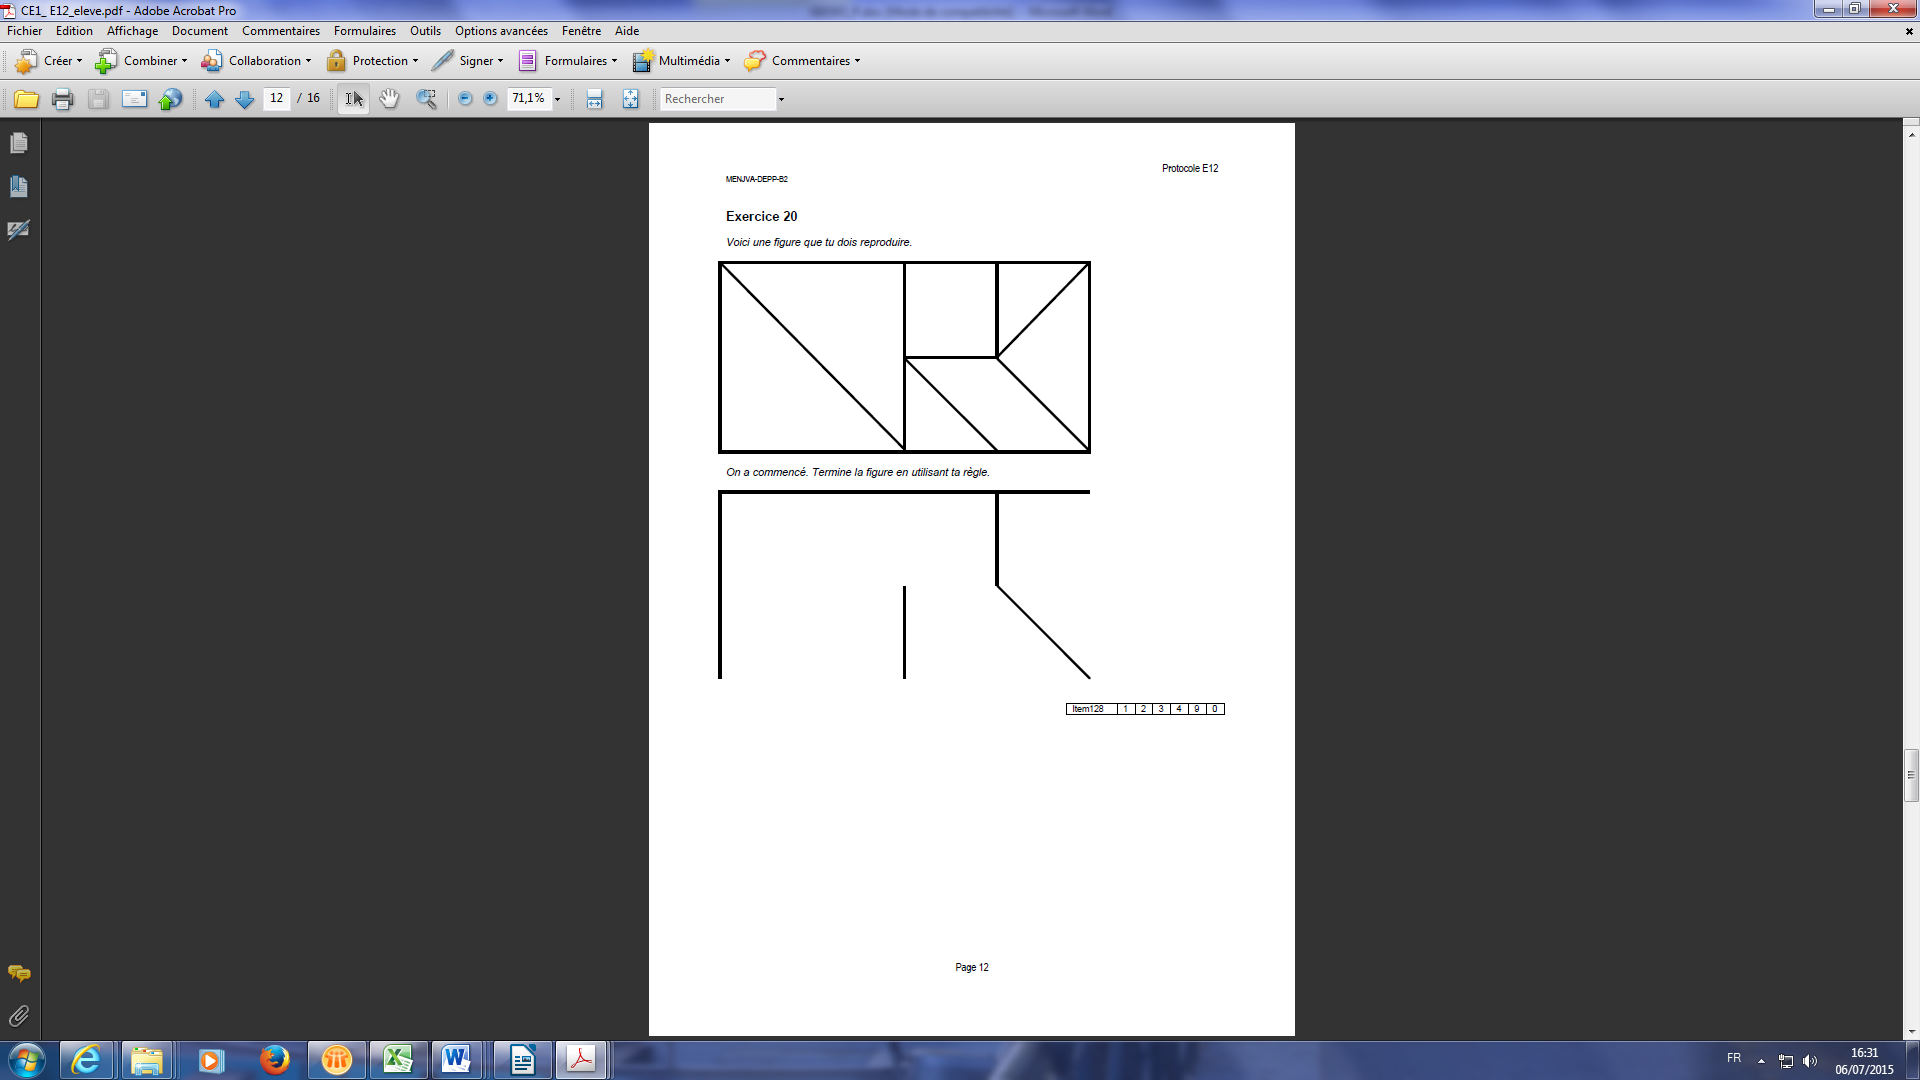 CE1_ E12_eleve.pdf - Adobe Acrobat Pro
Fichier Edition Affichage Document Commentaires Formulaires Outils Options avancées Fenêtre Aide
Créer Combiner Collaboration Protection Signer Formulaires Multimédia Commentaires
12 / 16 71,1% Rechercher
Protocole E12
MENJVA-DEPP-B2
Exercice 20
Voici une figure que tu dois reproduire.
On a commencé. Termine la figure en utilisant ta règle.
Item128 1 2 3 4 9 0
Page 12
FR 16:31
06/07/2015